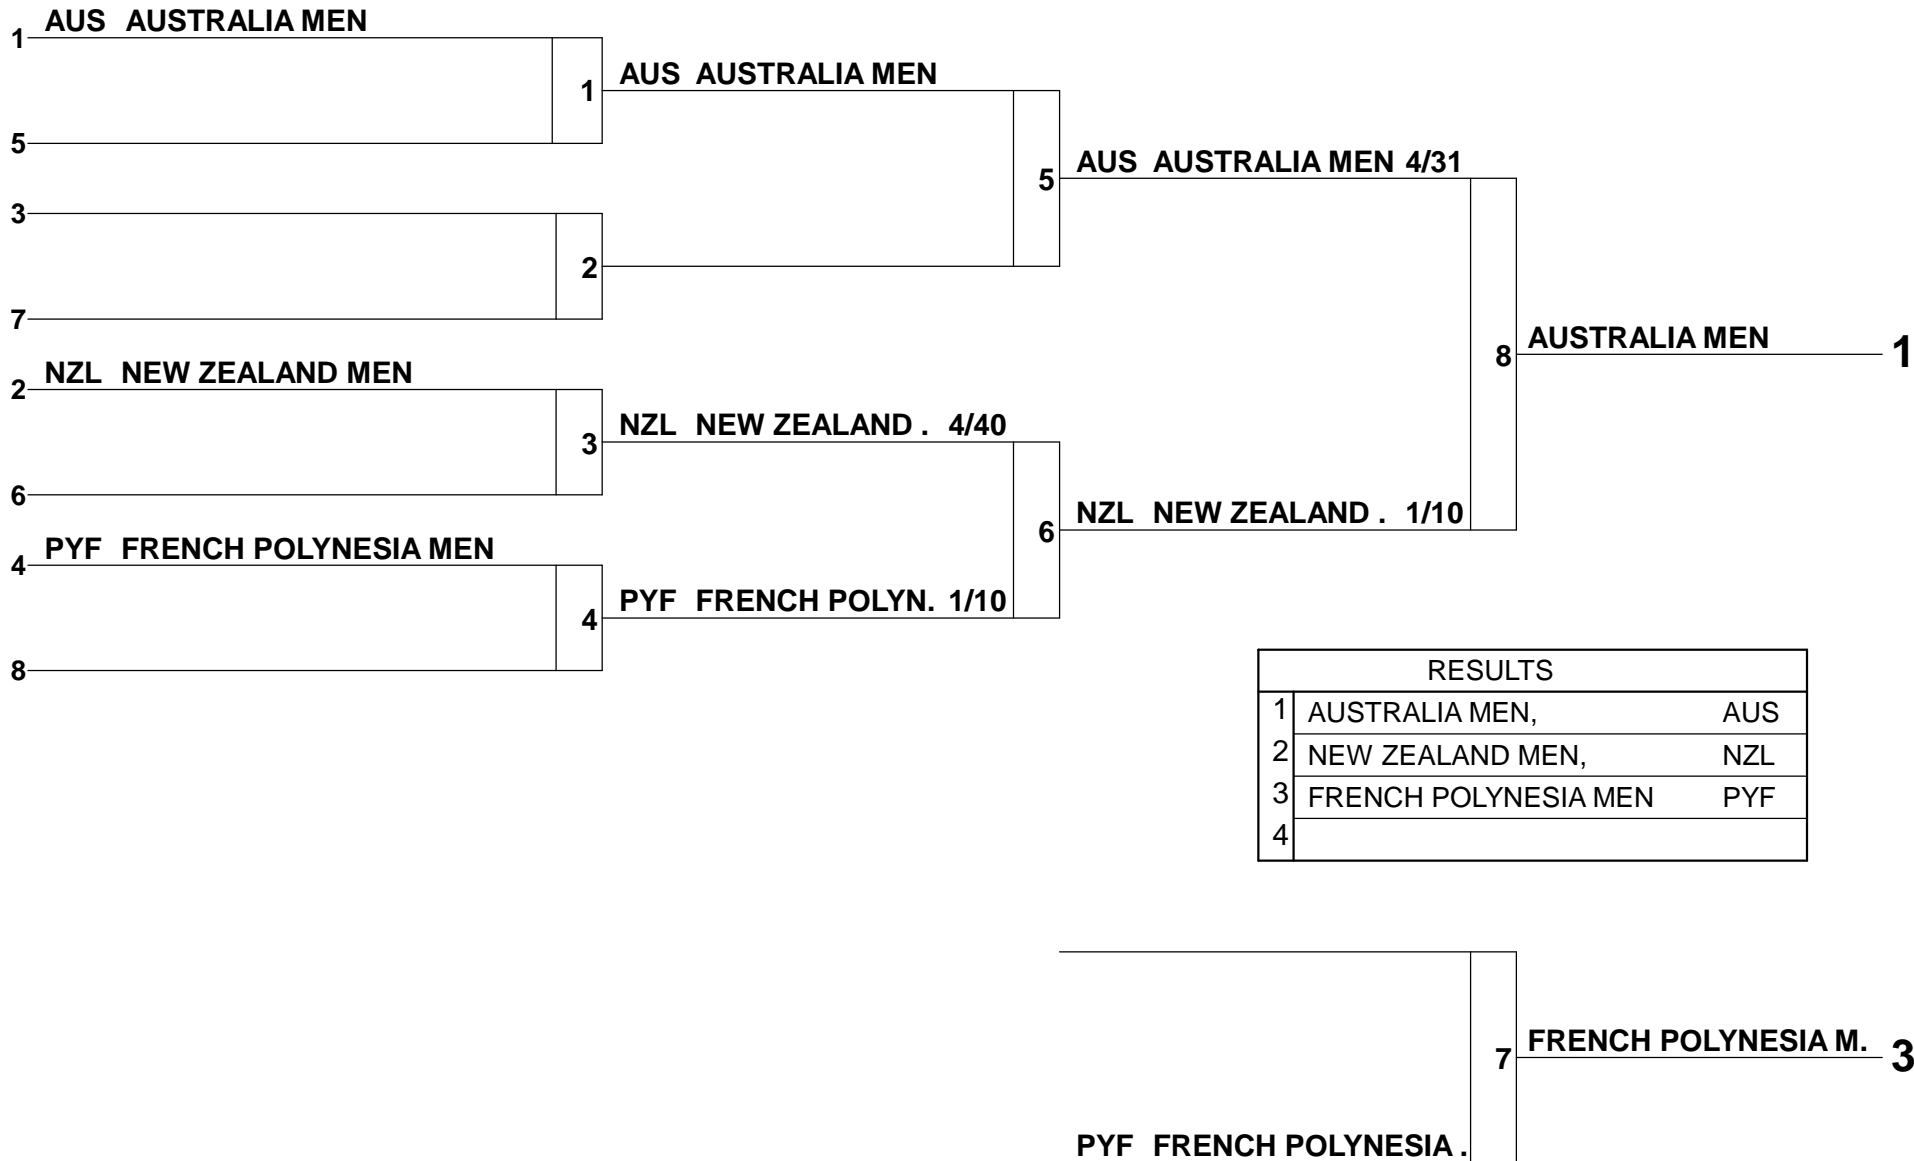 AUS AUSTRALIA MEN
1
1
AUS AUSTRALIA MEN
5
AUS AUSTRALIA MEN 4/31
5
3
2
7
AUSTRALIA MEN
1
8
NZL NEW ZEALAND MEN
2
NZL NEW ZEALAND . 4/40
3
6
NZL NEW ZEALAND . 1/10
6
PYF FRENCH POLYNESIA MEN
4
PYF FRENCH POLYN. 1/10
4
8
RESULTS
1 AUSTRALIA MEN, AUS
2 NEW ZEALAND MEN, NZL
3 FRENCH POLYNESIA MEN PYF
4
FRENCH POLYNESIA M.
3
7
PYF FRENCH POLYNESIA .